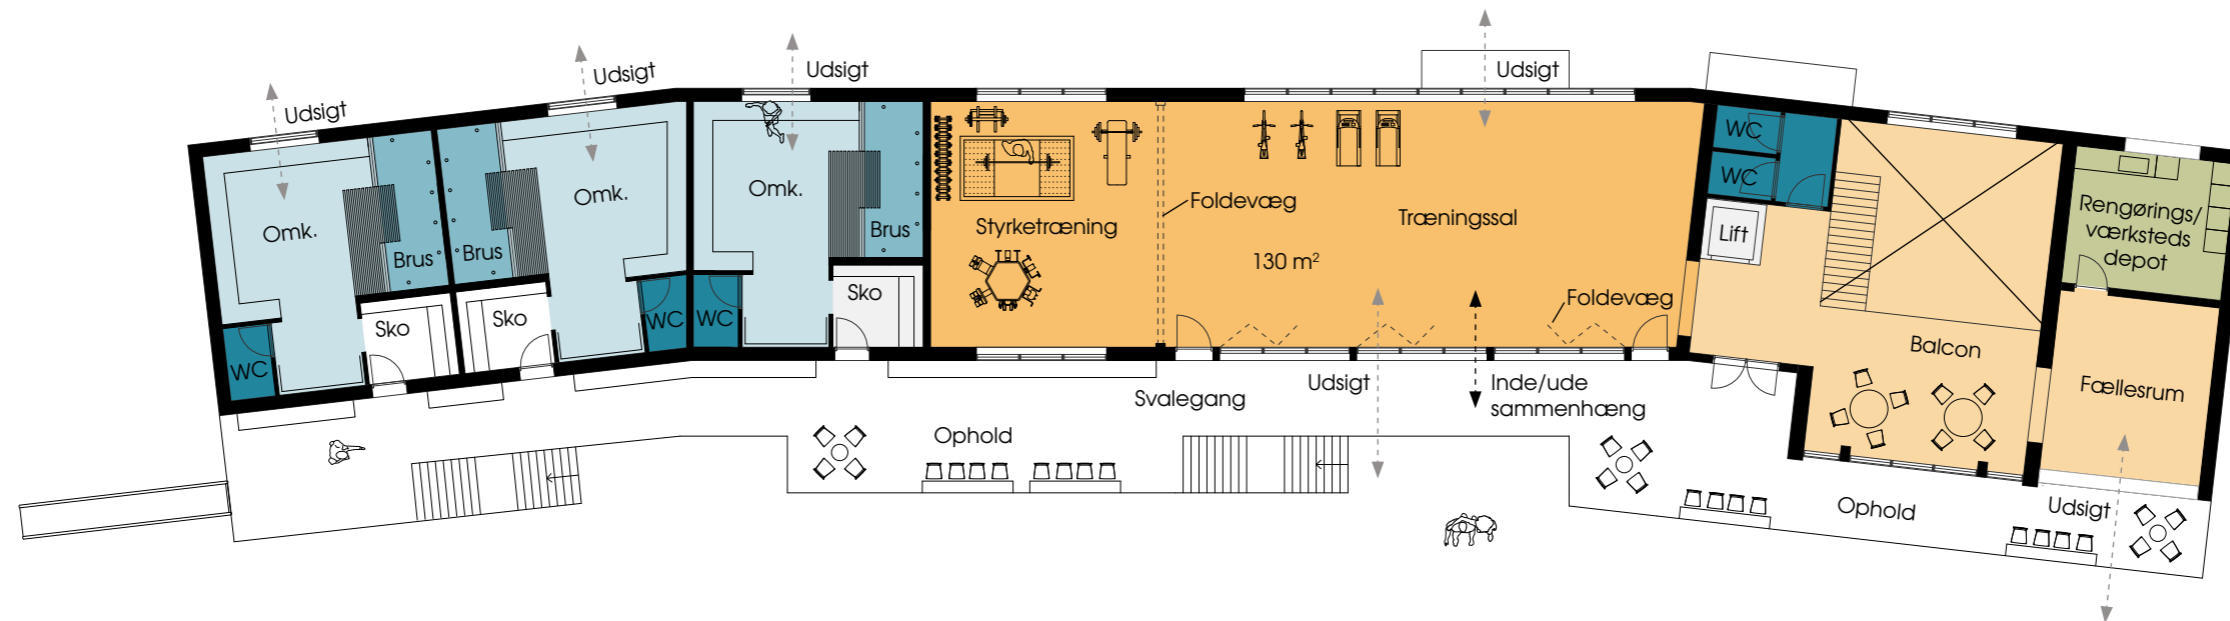 Udsigt
Udsigt
Udsigt
Udsigt
Omk.
Brus
Sko
WC
Brus
Omk.
Sko
WC
Omk.
Brus
Sko
WC
Styrketræning
Foldevæg
Træningssal
130 m²
Foldevæg
WC
WC
Lift
Balcon
Rengørings/
værksteds
depot
Fællesrum
Svalegang
Udsigt
Inde/ude
sammenhæng
Ophold
Ophold
Udsigt